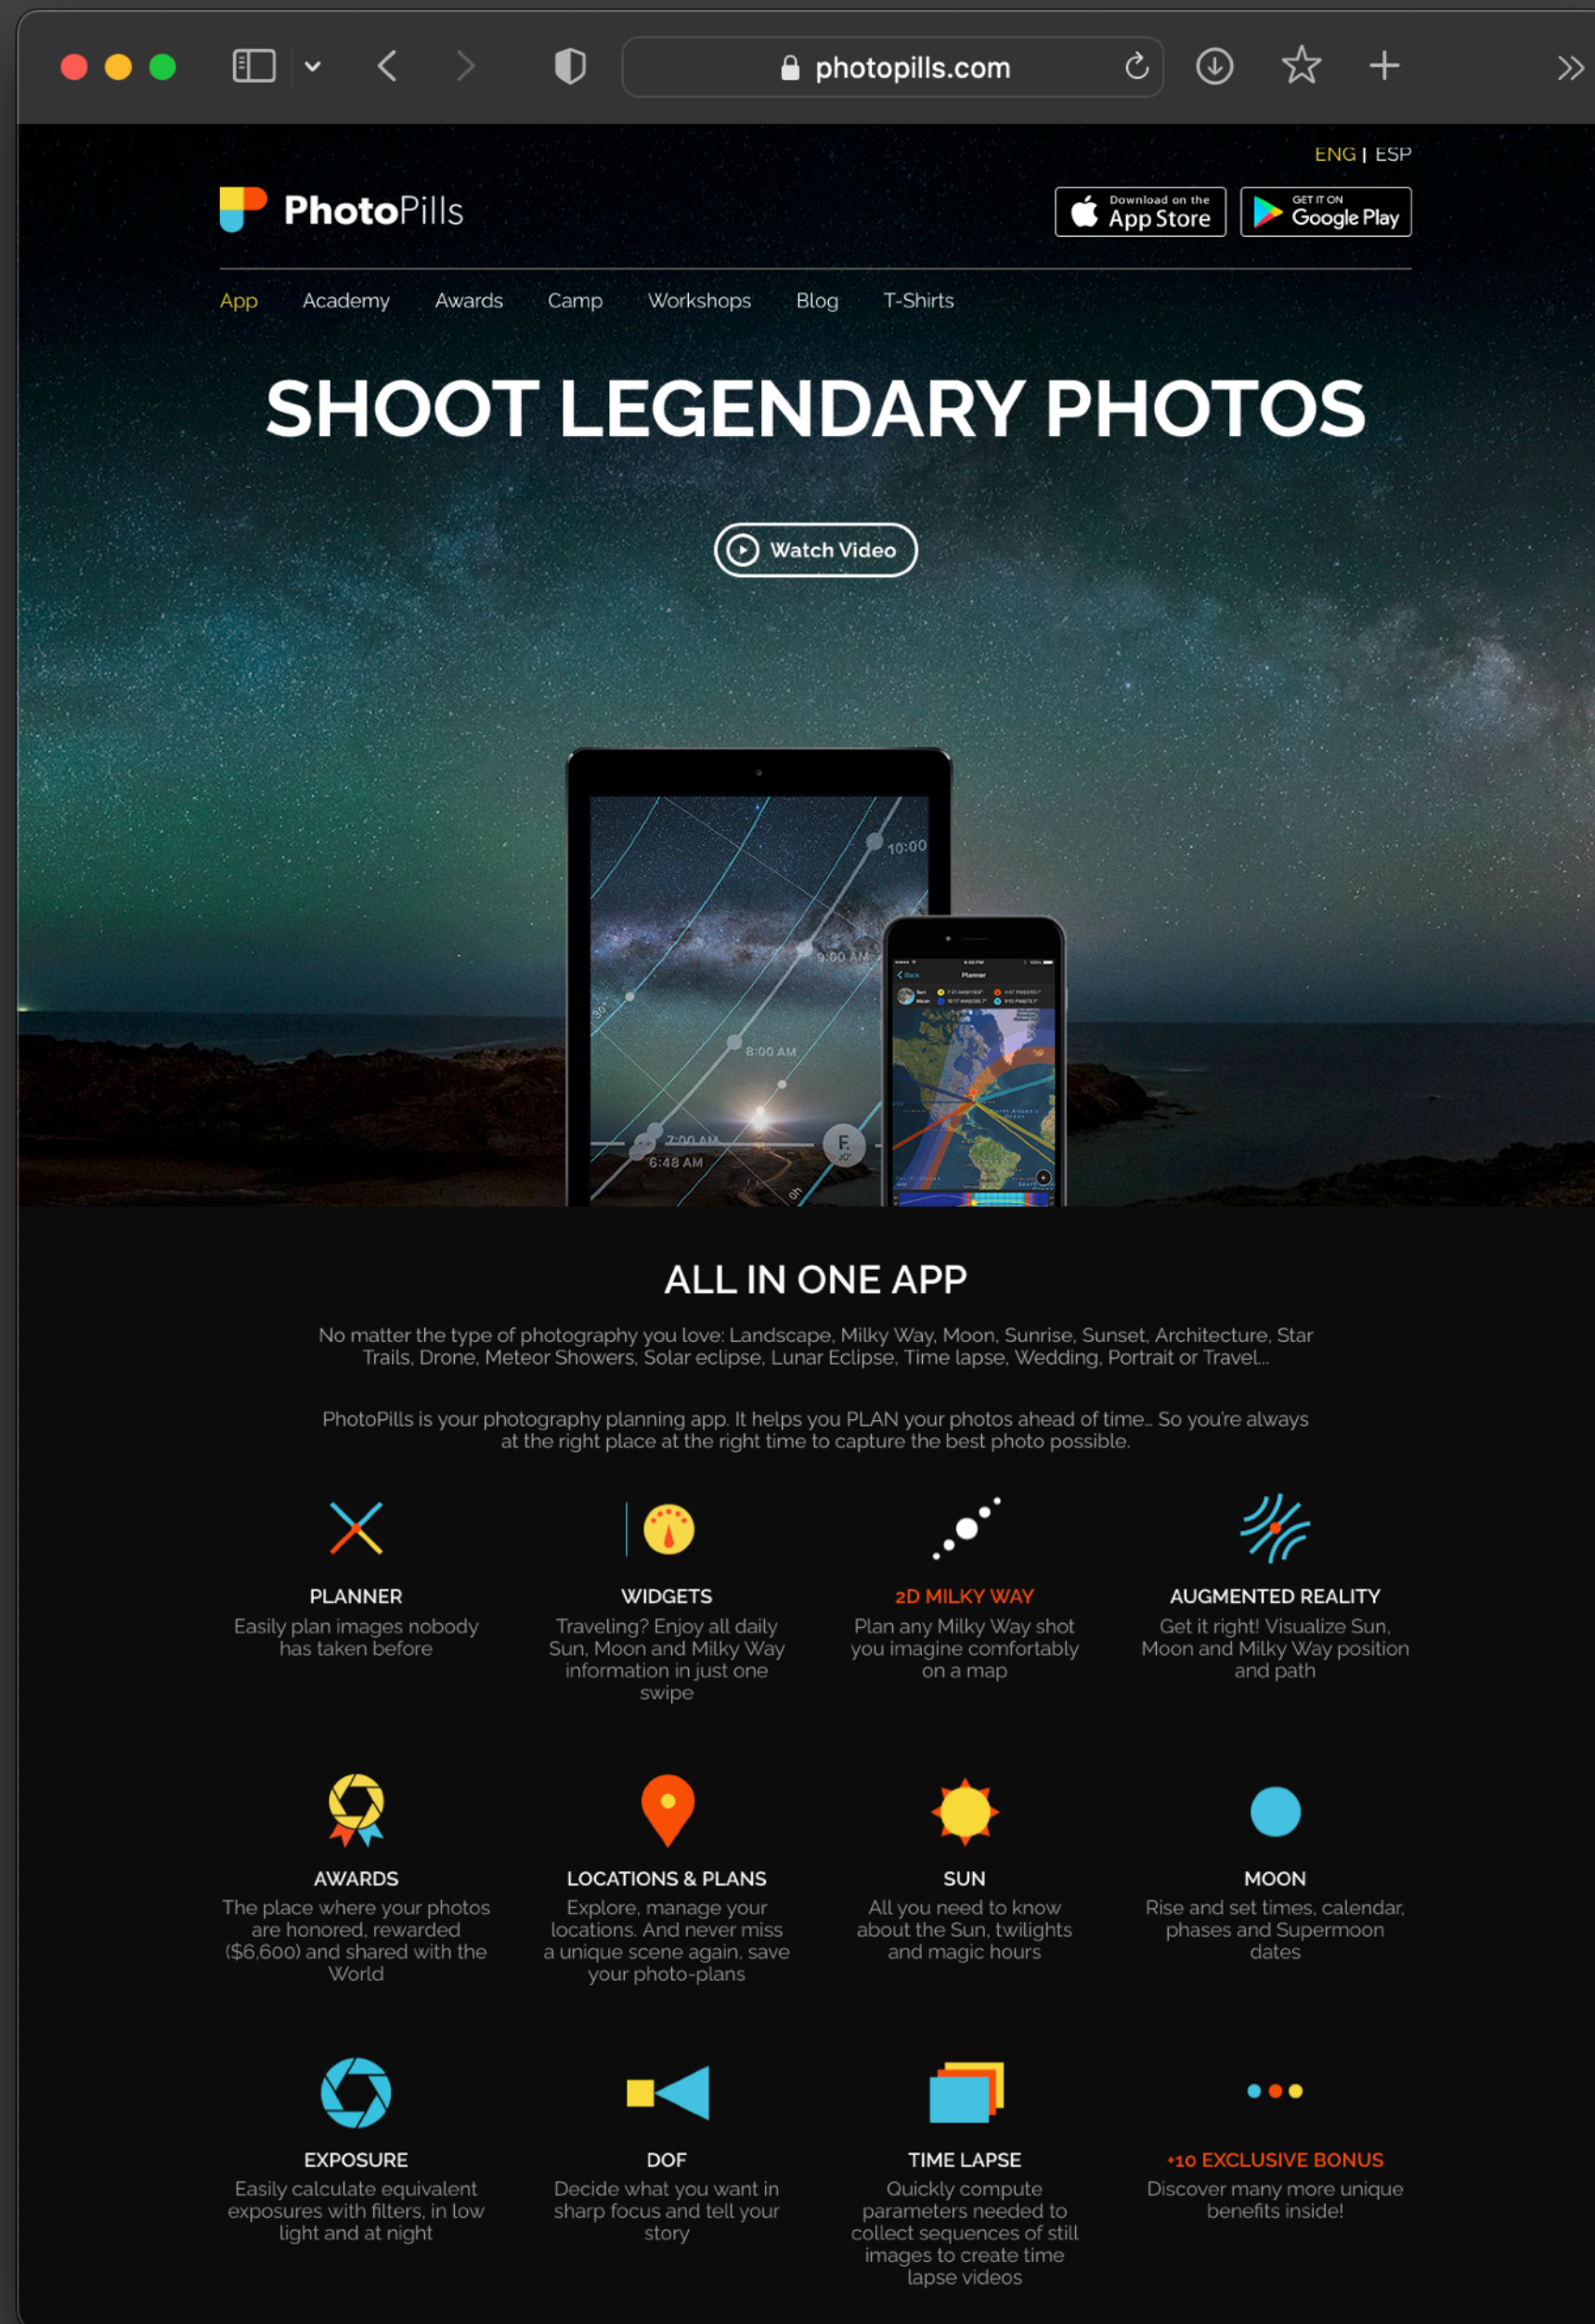 photopills.com
ENG | ESP
PhotoPills
Download on the
App Store
GET IT ON
Google Play
App Academy Awards Camp Workshops Blog T-Shirts
SHOOT LEGENDARY PHOTOS
Watch Video
10:00
9:00 AM
30°
8:00 AM
7:00 AM
6:48 AM
0h
Back
Planner
Sun
Moon
ALL IN ONE APP
No matter the type of photography you love: Landscape, Milky Way, Moon, Sunrise, Sunset, Architecture, Star
Trails, Drone, Meteor Showers, Solar eclipse, Lunar Eclipse, Time lapse, Wedding, Portrait or Travel...
PhotoPills is your photography planning app. It helps you PLAN your photos ahead of time... So you're always
at the right place at the right time to capture the best photo possible.
PLANNER
Easily plan images nobody
has taken before
WIDGETS
Traveling? Enjoy all daily
Sun, Moon and Milky Way
information in just one
swipe
2D MILKY WAY
Plan any Milky Way shot
you imagine comfortably
on a map
AUGMENTED REALITY
Get it right! Visualize Sun,
Moon and Milky Way position
and path
AWARDS
The place where your photos
are honored, rewarded
($6,600) and shared with the
World
LOCATIONS & PLANS
Explore, manage your
locations. And never miss
a unique scene again, save
your photo-plans
SUN
All you need to know
about the Sun, twilights
and magic hours
MOON
Rise and set times, calendar,
phases and Supermoon
dates
EXPOSURE
Easily calculate equivalent
exposures with filters, in low
light and at night
DOF
Decide what you want in
sharp focus and tell your
story
TIME LAPSE
Quickly compute
parameters needed to
collect sequences of still
images to create time
lapse videos
+10 EXCLUSIVE BONUS
Discover many more unique
benefits inside!